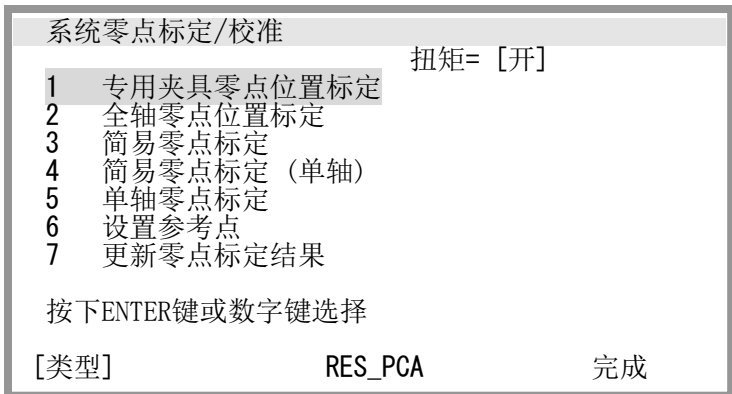 系统零点标定/校准
扭矩= [开]
1 专用夹具零点位置标定
2 全轴零点位置标定
3 简易零点标定
4 简易零点标定 (单轴)
5 单轴零点标定
6 设置参考点
7 更新零点标定结果
按下ENTER键或数字键选择
[类型] RES_PCA 完成